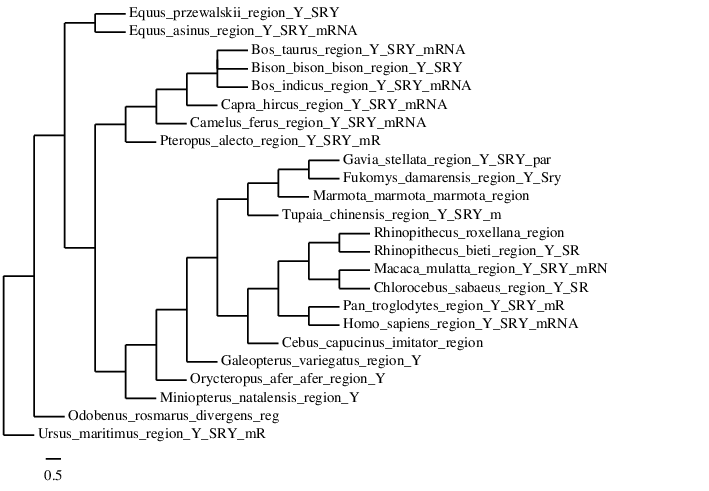 Equus_przewalskii_region_Y_SRY
Equus_asinus_region_Y_SRY_mRNA
Bos_taurus_region_Y_SRY_mRNA
Bison_bison_bison_region_Y_SRY
Bos_indicus_region_Y_SRY_mRNA
Capra_hircus_region_Y_SRY_mRNA
Camelus_ferus_region_Y_SRY_mRNA
Pteropus_alecto_region_Y_SRY_mR
Gavia_stellata_region_Y_SRY_par
Fukomys_damarensis_region_Y_Sry
Marmota_marmota_marmota_region
Tupaia_chinensis_region_Y_SRY_m
Rhinopithecus_roxellana_region
Rhinopithecus_bieti_region_Y_SR
Macaca_mulatta_region_Y_SRY_mRN
Chlorocebus_sabaeus_region_Y_SR
Pan_troglodytes_region_Y_SRY_mR
Homo_sapiens_region_Y_SRY_mRNA
Cebus_capucinus_imitator_region
Galeopterus_variegatus_region_Y
Orycteropus_afer_afer_region_Y
Miniopterus_natalensis_region_Y
Odobenus_rosmarus_divergens_reg
Ursus_maritimus_region_Y_SRY_mR
0.5